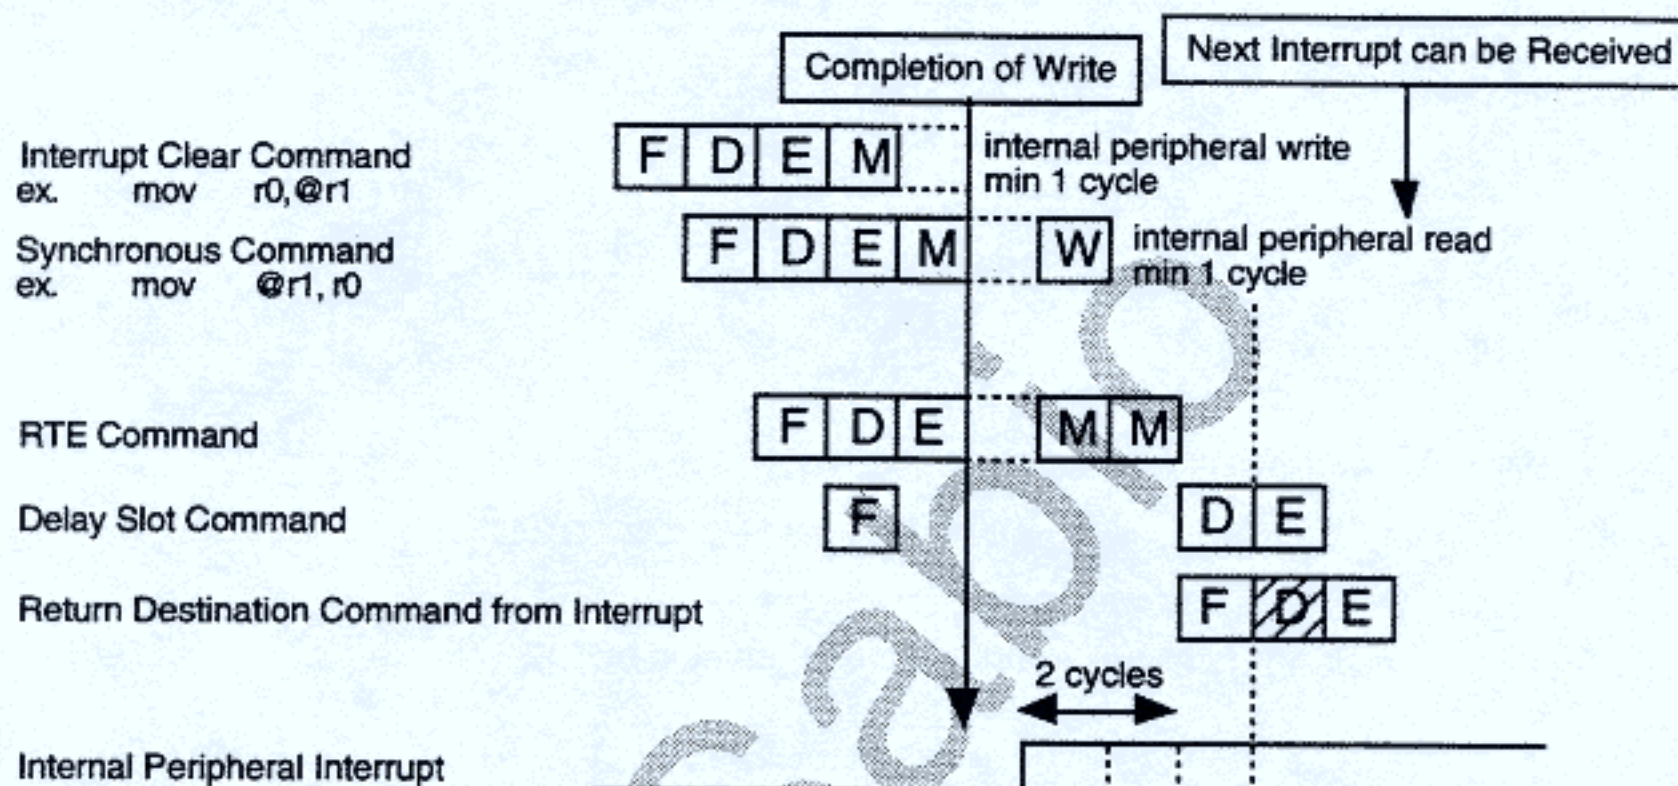 Completion of Write
Next Interrupt can be Received
Interrupt Clear Command
ex. mov r0,@r1
F D E M
internal peripheral write
min 1 cycle
Synchronous Command
ex. mov @r1, r0
F D E M W
internal peripheral read
min 1 cycle
RTE Command
F D E M M
Delay Slot Command
F D E
Return Destination Command from Interrupt
F D E
2 cycles
Internal Peripheral Interrupt